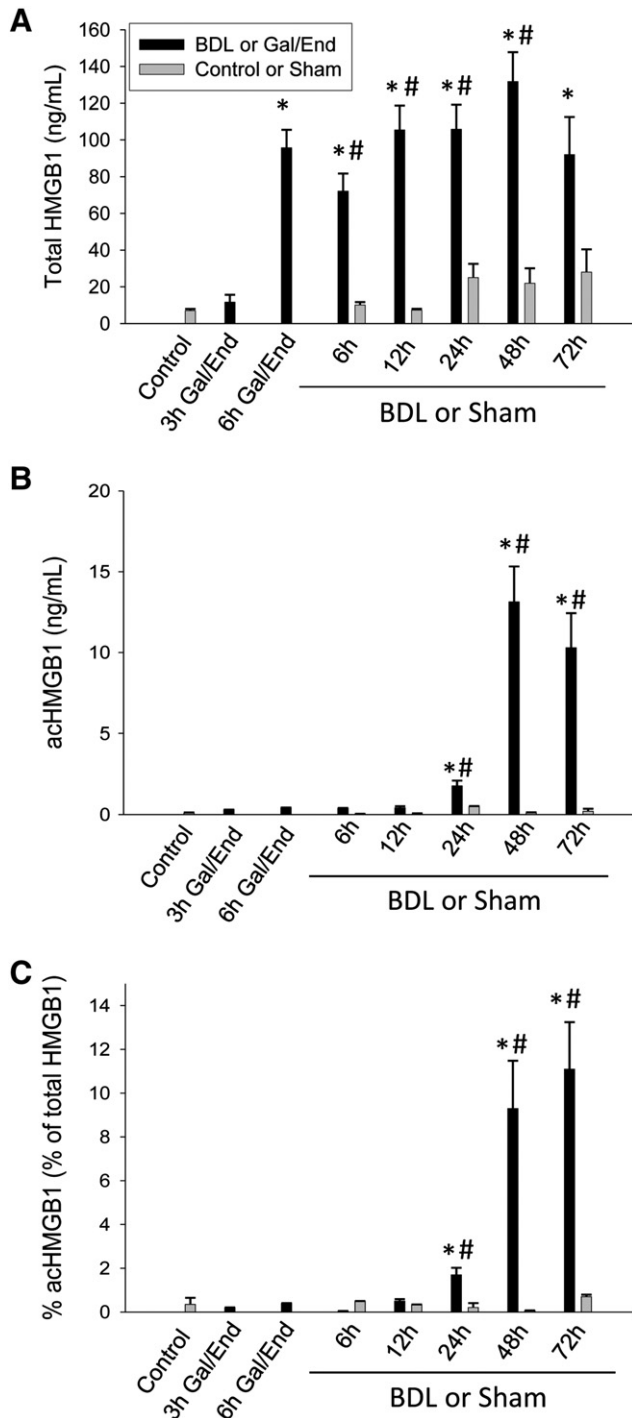 A
Total HMGB1 (ng/mL)
160
140
120
100
80
60
40
20
0
BDL or Gal/End
Control or Sham
*
*#
*#
*#
*#
*
Control
3h Gal/End
6h Gal/End
6h
12h
24h
48h
72h
BDL or Sham
B
acHMGB1 (ng/mL)
20
15
10
5
0
*#
*#
*#
Control
3h Gal/End
6h Gal/End
6h
12h
24h
48h
72h
BDL or Sham
C
% acHMGB1 (% of total HMGB1)
14
12
10
8
6
4
2
0
*#
*#
*#
Control
3h Gal/End
6h Gal/End
6h
12h
24h
48h
72h
BDL or Sham